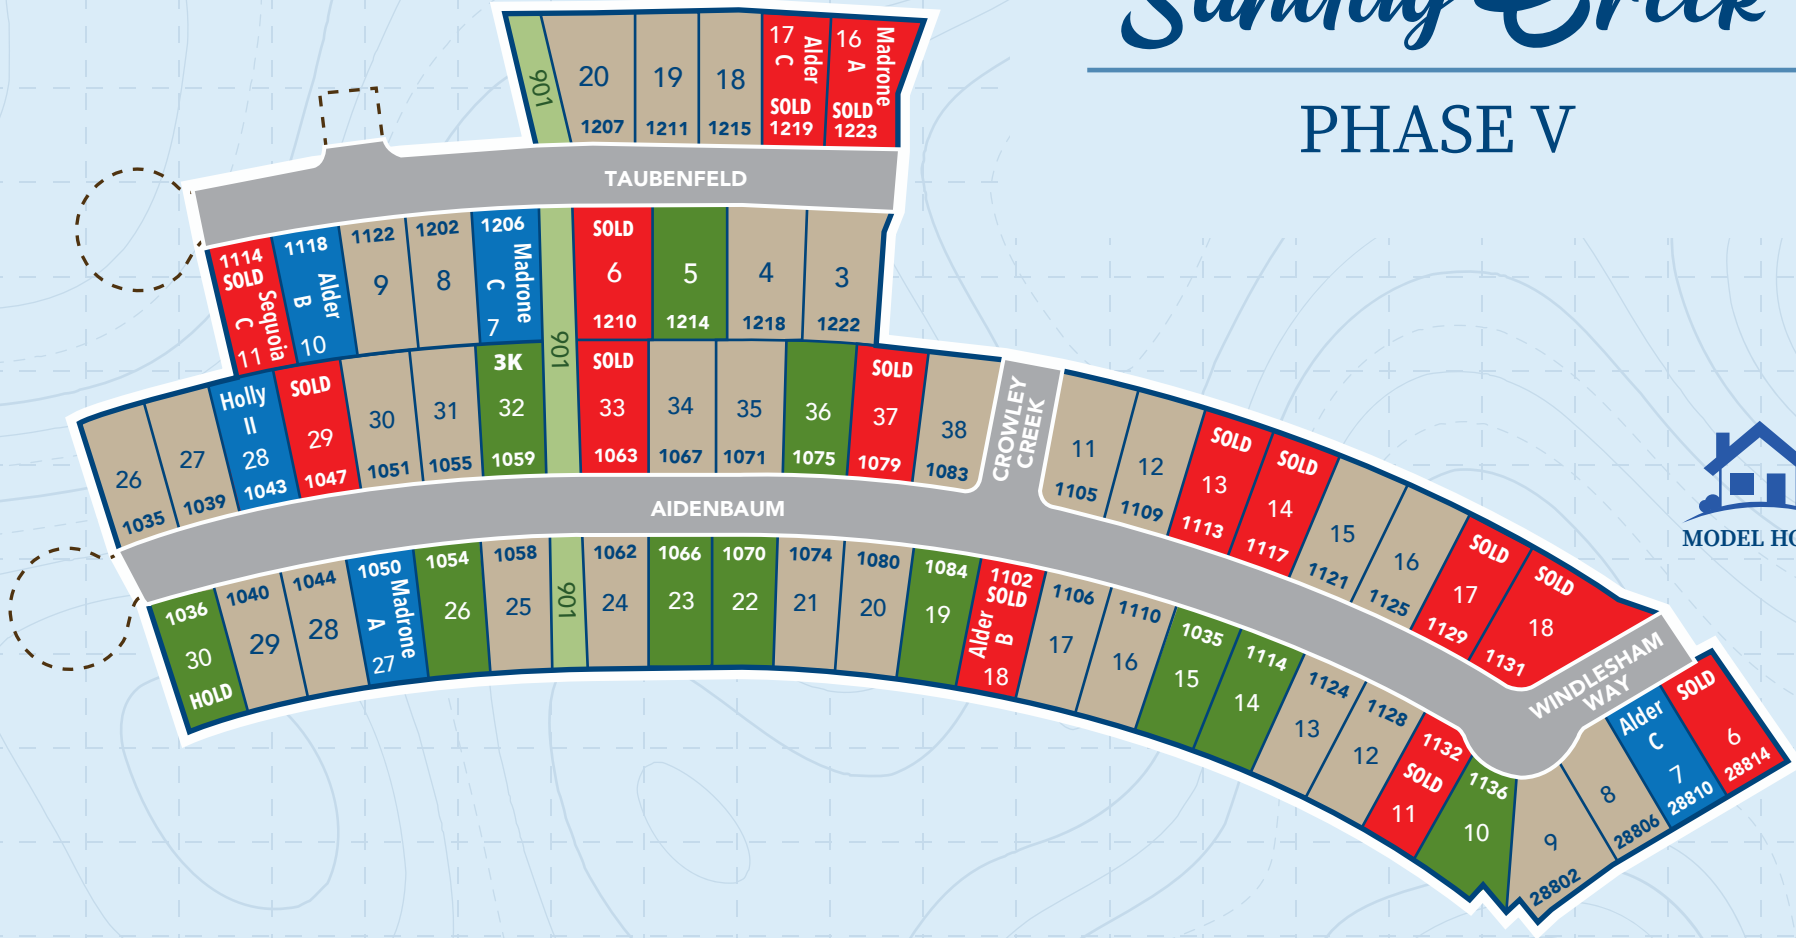 Sunday Creek
PHASE V
901
20
1207
19
1211
18
1215
17
Alder
C
SOLD
1219
16
Madrone
A
SOLD
1223
TAUBENFELD
1114
SOLD
Sequoia
C
11
1118
Alder
B
10
1122
9
1202
8
1206
Madrone
C
7
901
SOLD
6
1210
5
1214
4
1218
3
1222
26
1035
27
1039
Holly
II
28
1043
SOLD
29
1047
30
1051
31
1055
3K
32
1059
SOLD
33
1063
34
1067
35
1071
36
1075
SOLD
37
1079
38
1083
CROWLEY
CREEK
11
1105
12
1109
SOLD
13
1113
SOLD
14
1117
15
1121
16
1125
SOLD
17
1129
SOLD
18
1131
AIDENBAUM
WINDLESHAM
WAY
1036
30
HOLD
1040
29
1044
28
1050
Madrone
A
27
1054
26
1058
25
901
1062
24
1066
23
1070
22
1074
21
1080
20
1084
19
1102
SOLD
Alder
B
18
1106
17
1110
16
1035
15
1114
14
1124
13
1128
12
1132
SOLD
11
1136
10
9
28802
8
28806
Alder
C
7
28810
SOLD
6
28814
MODEL HO